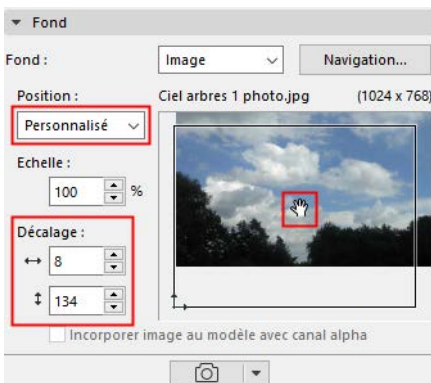 Fond
Fond : Image Navigation...
Position : Ciel arbres 1 photo.jpg (1024 x 768)
Personnalisé
Echelle :
100 %
Décalage :
8
134
Incorporer image au modèle avec canal alpha